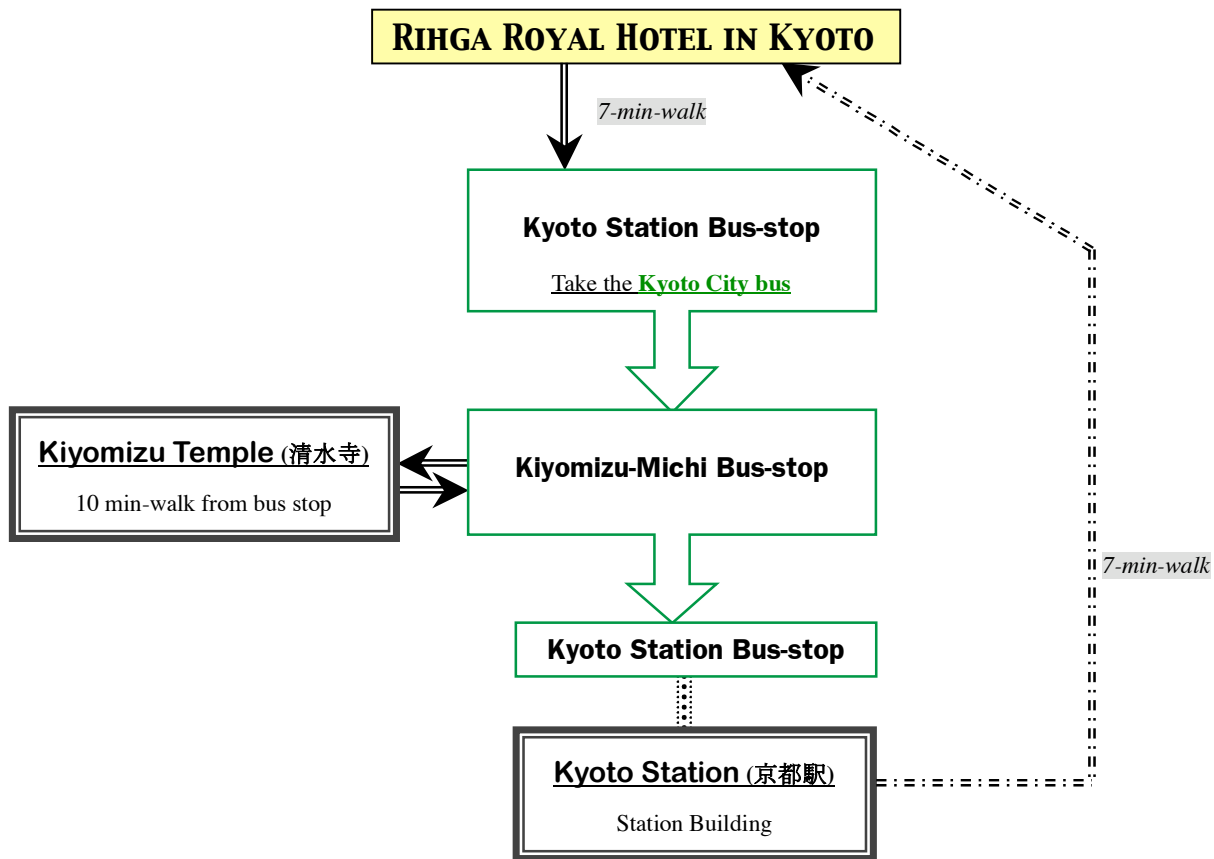 RIHGA ROYAL HOTEL IN KYOTO
7-min-walk
Kyoto Station Bus-stop
Take the Kyoto City bus
Kiyomizu Temple (清水寺)
10 min-walk from bus stop
Kiyomizu-Michi Bus-stop
7-min-walk
Kyoto Station Bus-stop
Kyoto Station (京都駅)
Station Building